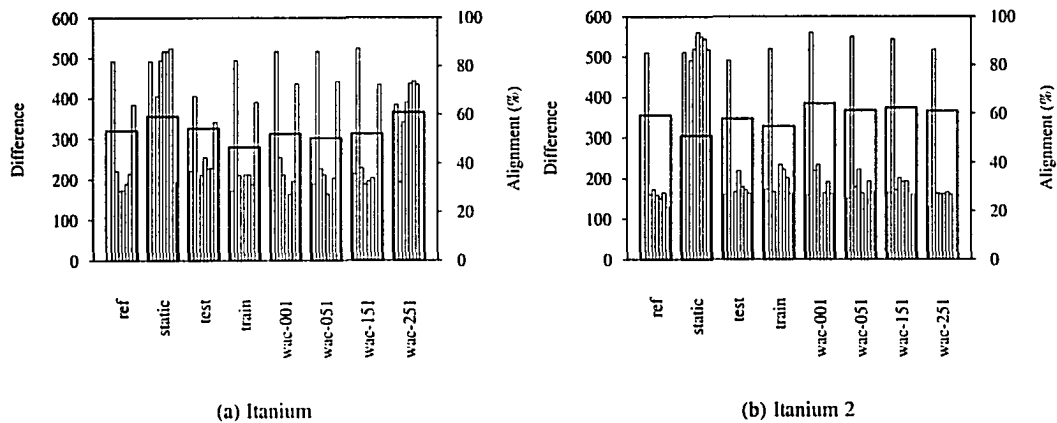 600
500
400
300
200
100
0
Difference
100
80
60
40
20
0
Alignment (%)
ref
static
test
train
wac-001
wac-051
wac-151
wac-251
(a) Itanium
600
500
400
300
200
100
0
Difference
100
80
60
40
20
0
Alignment (%)
ref
static
test
train
wac-001
wac-051
wac-151
wac-251
(b) Itanium 2